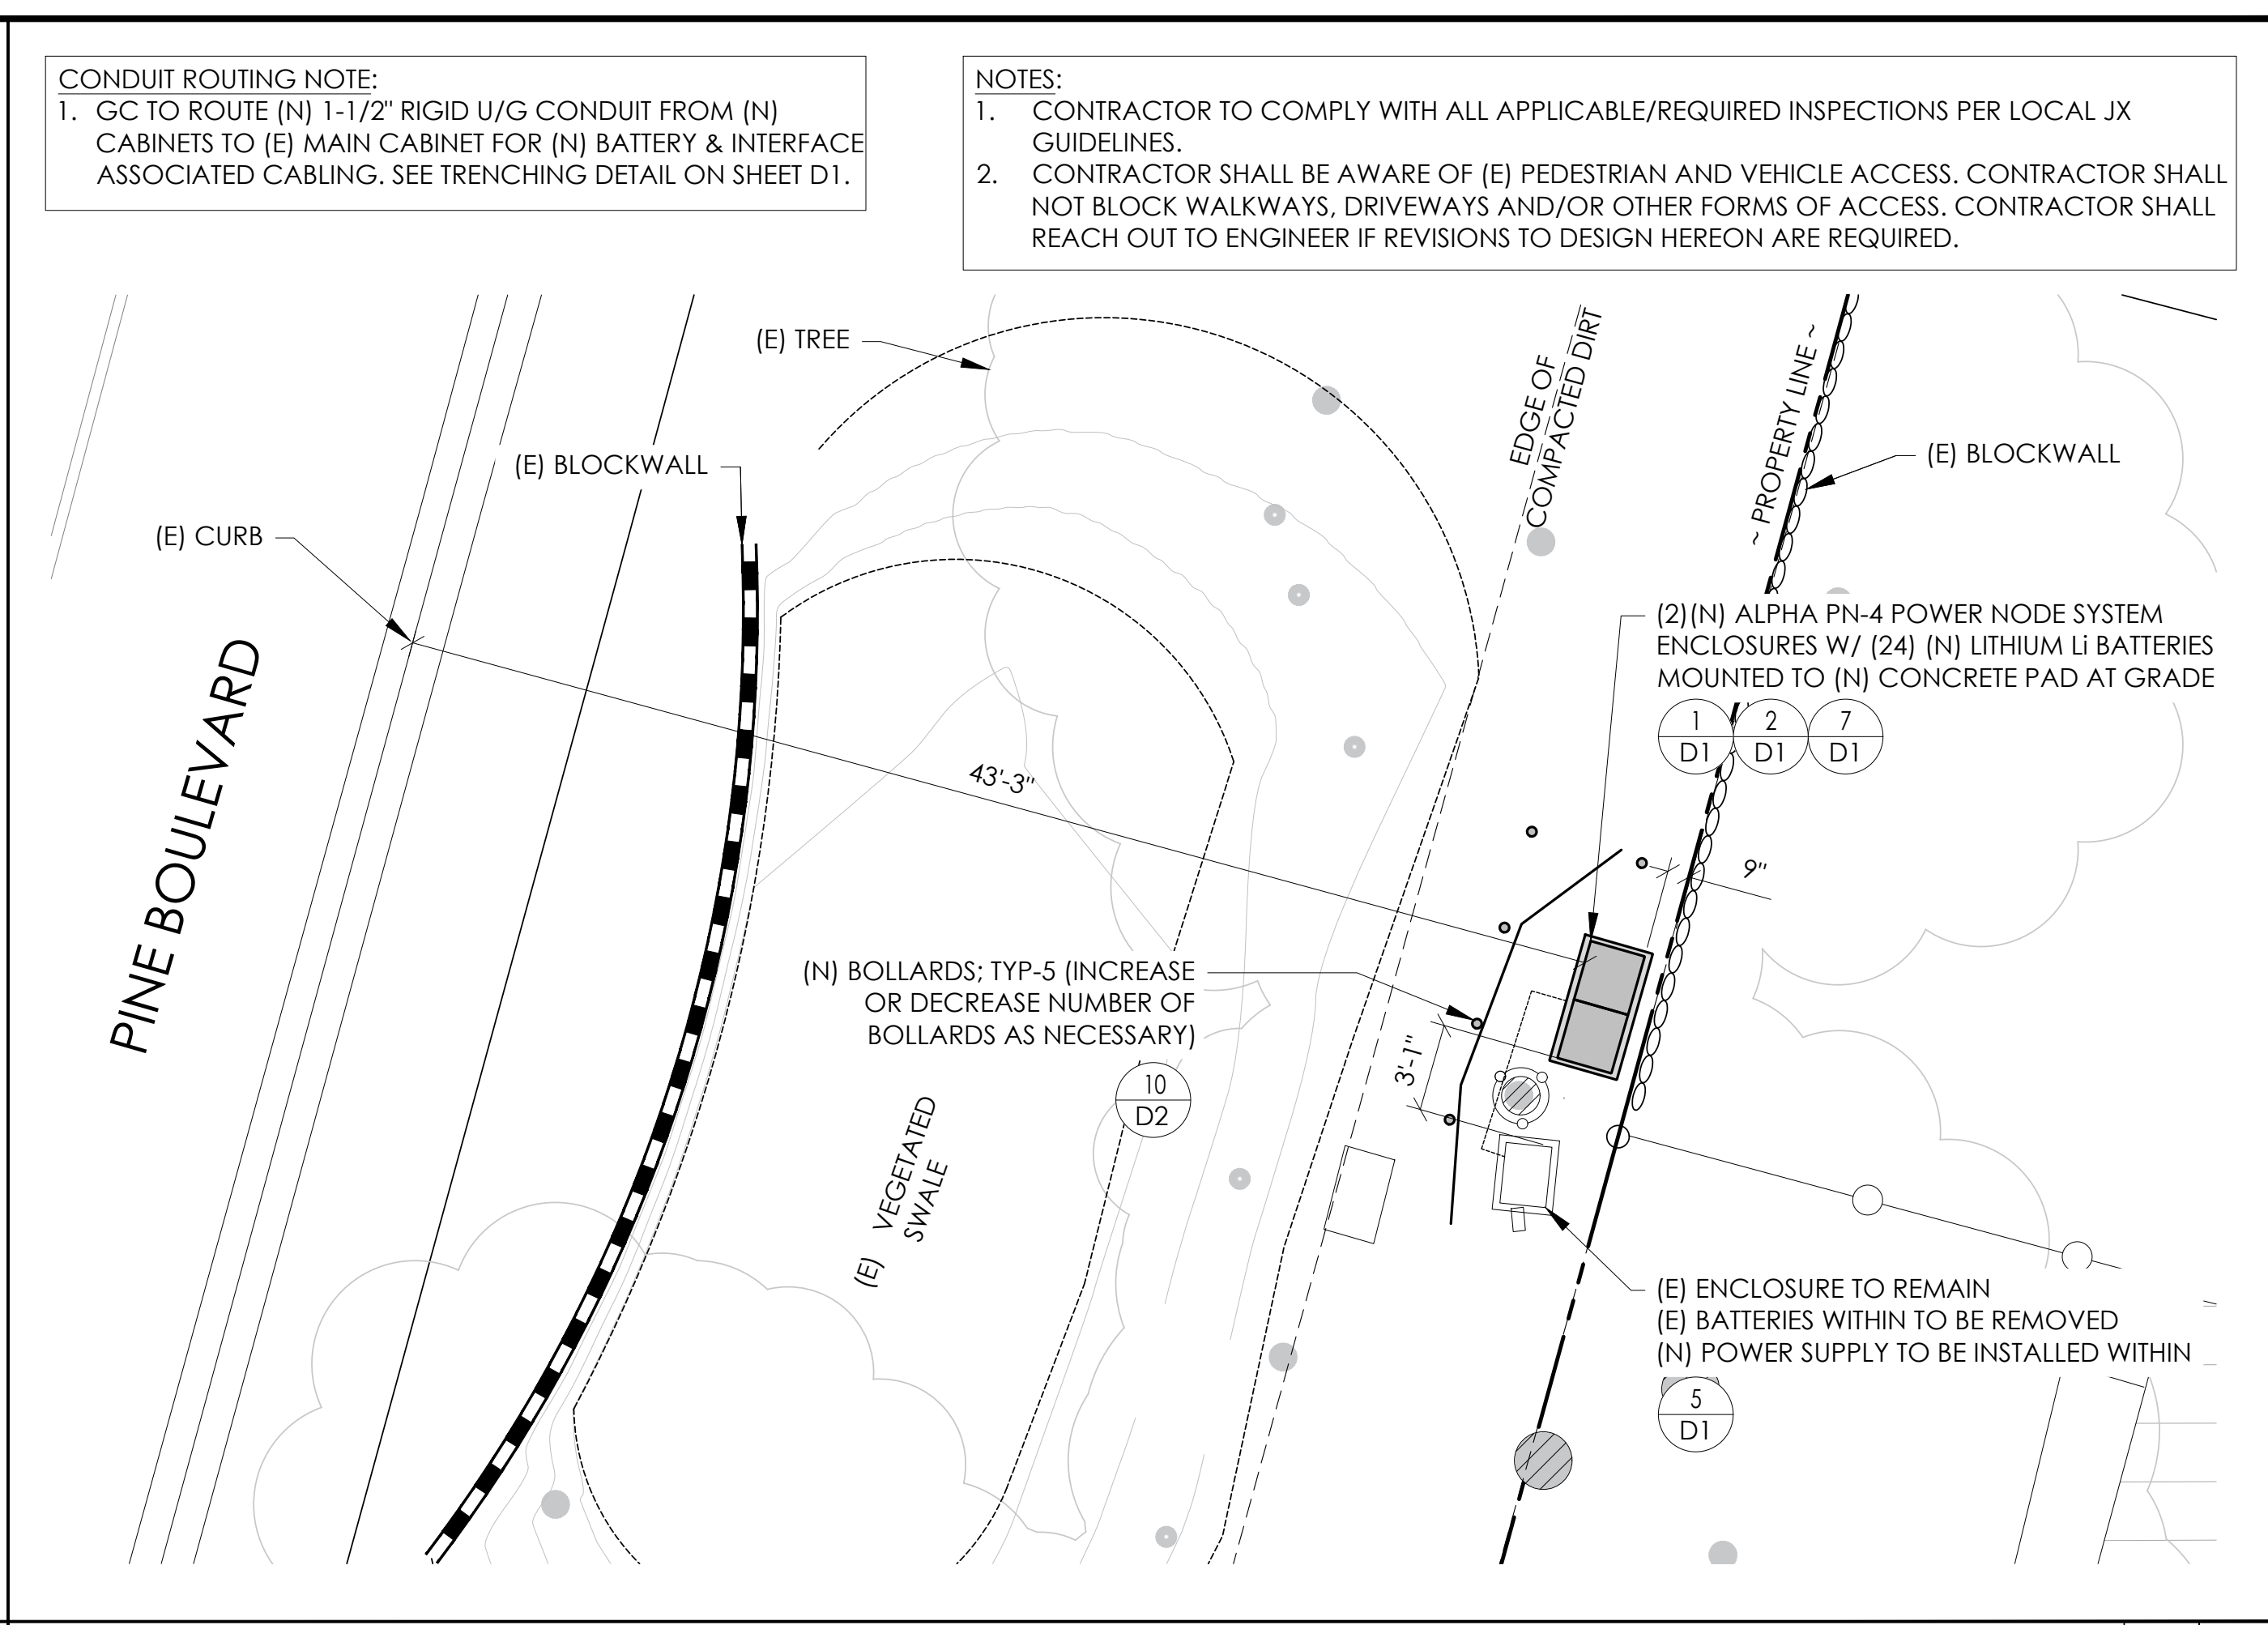 CONDUIT ROUTING NOTE:
1. GC TO ROUTE (N) 1-1/2" RIGID U/G CONDUIT FROM (N)
CABINETS TO (E) MAIN CABINET FOR (N) BATTERY & INTERFACE
ASSOCIATED CABLING. SEE TRENCHING DETAIL ON SHEET D1.
NOTES:
1. CONTRACTOR TO COMPLY WITH ALL APPLICABLE/REQUIRED INSPECTIONS PER LOCAL JX
GUIDELINES.
2. CONTRACTOR SHALL BE AWARE OF (E) PEDESTRIAN AND VEHICLE ACCESS. CONTRACTOR SHALL
NOT BLOCK WALKWAYS, DRIVEWAYS AND/OR OTHER FORMS OF ACCESS. CONTRACTOR SHALL
REACH OUT TO ENGINEER IF REVISIONS TO DESIGN HEREON ARE REQUIRED.
(E) TREE
EDGE OF
COMPACTED DIRT
~ PROPERTY LINE ~
(E) BLOCKWALL
(E) BLOCKWALL
(E) CURB
PINE BOULEVARD
(2)(N) ALPHA PN-4 POWER NODE SYSTEM
ENCLOSURES W/ (24) (N) LITHIUM Li BATTERIES
MOUNTED TO (N) CONCRETE PAD AT GRADE
1 2 7
D1 D1 D1
43'-3"
9"
(N) BOLLARDS; TYP-5 (INCREASE
OR DECREASE NUMBER OF
BOLLARDS AS NECESSARY)
10
D2
3'-1"
(E) VEGETATED
SWALE
(E) ENCLOSURE TO REMAIN
(E) BATTERIES WITHIN TO BE REMOVED
(N) POWER SUPPLY TO BE INSTALLED WITHIN
5
D1